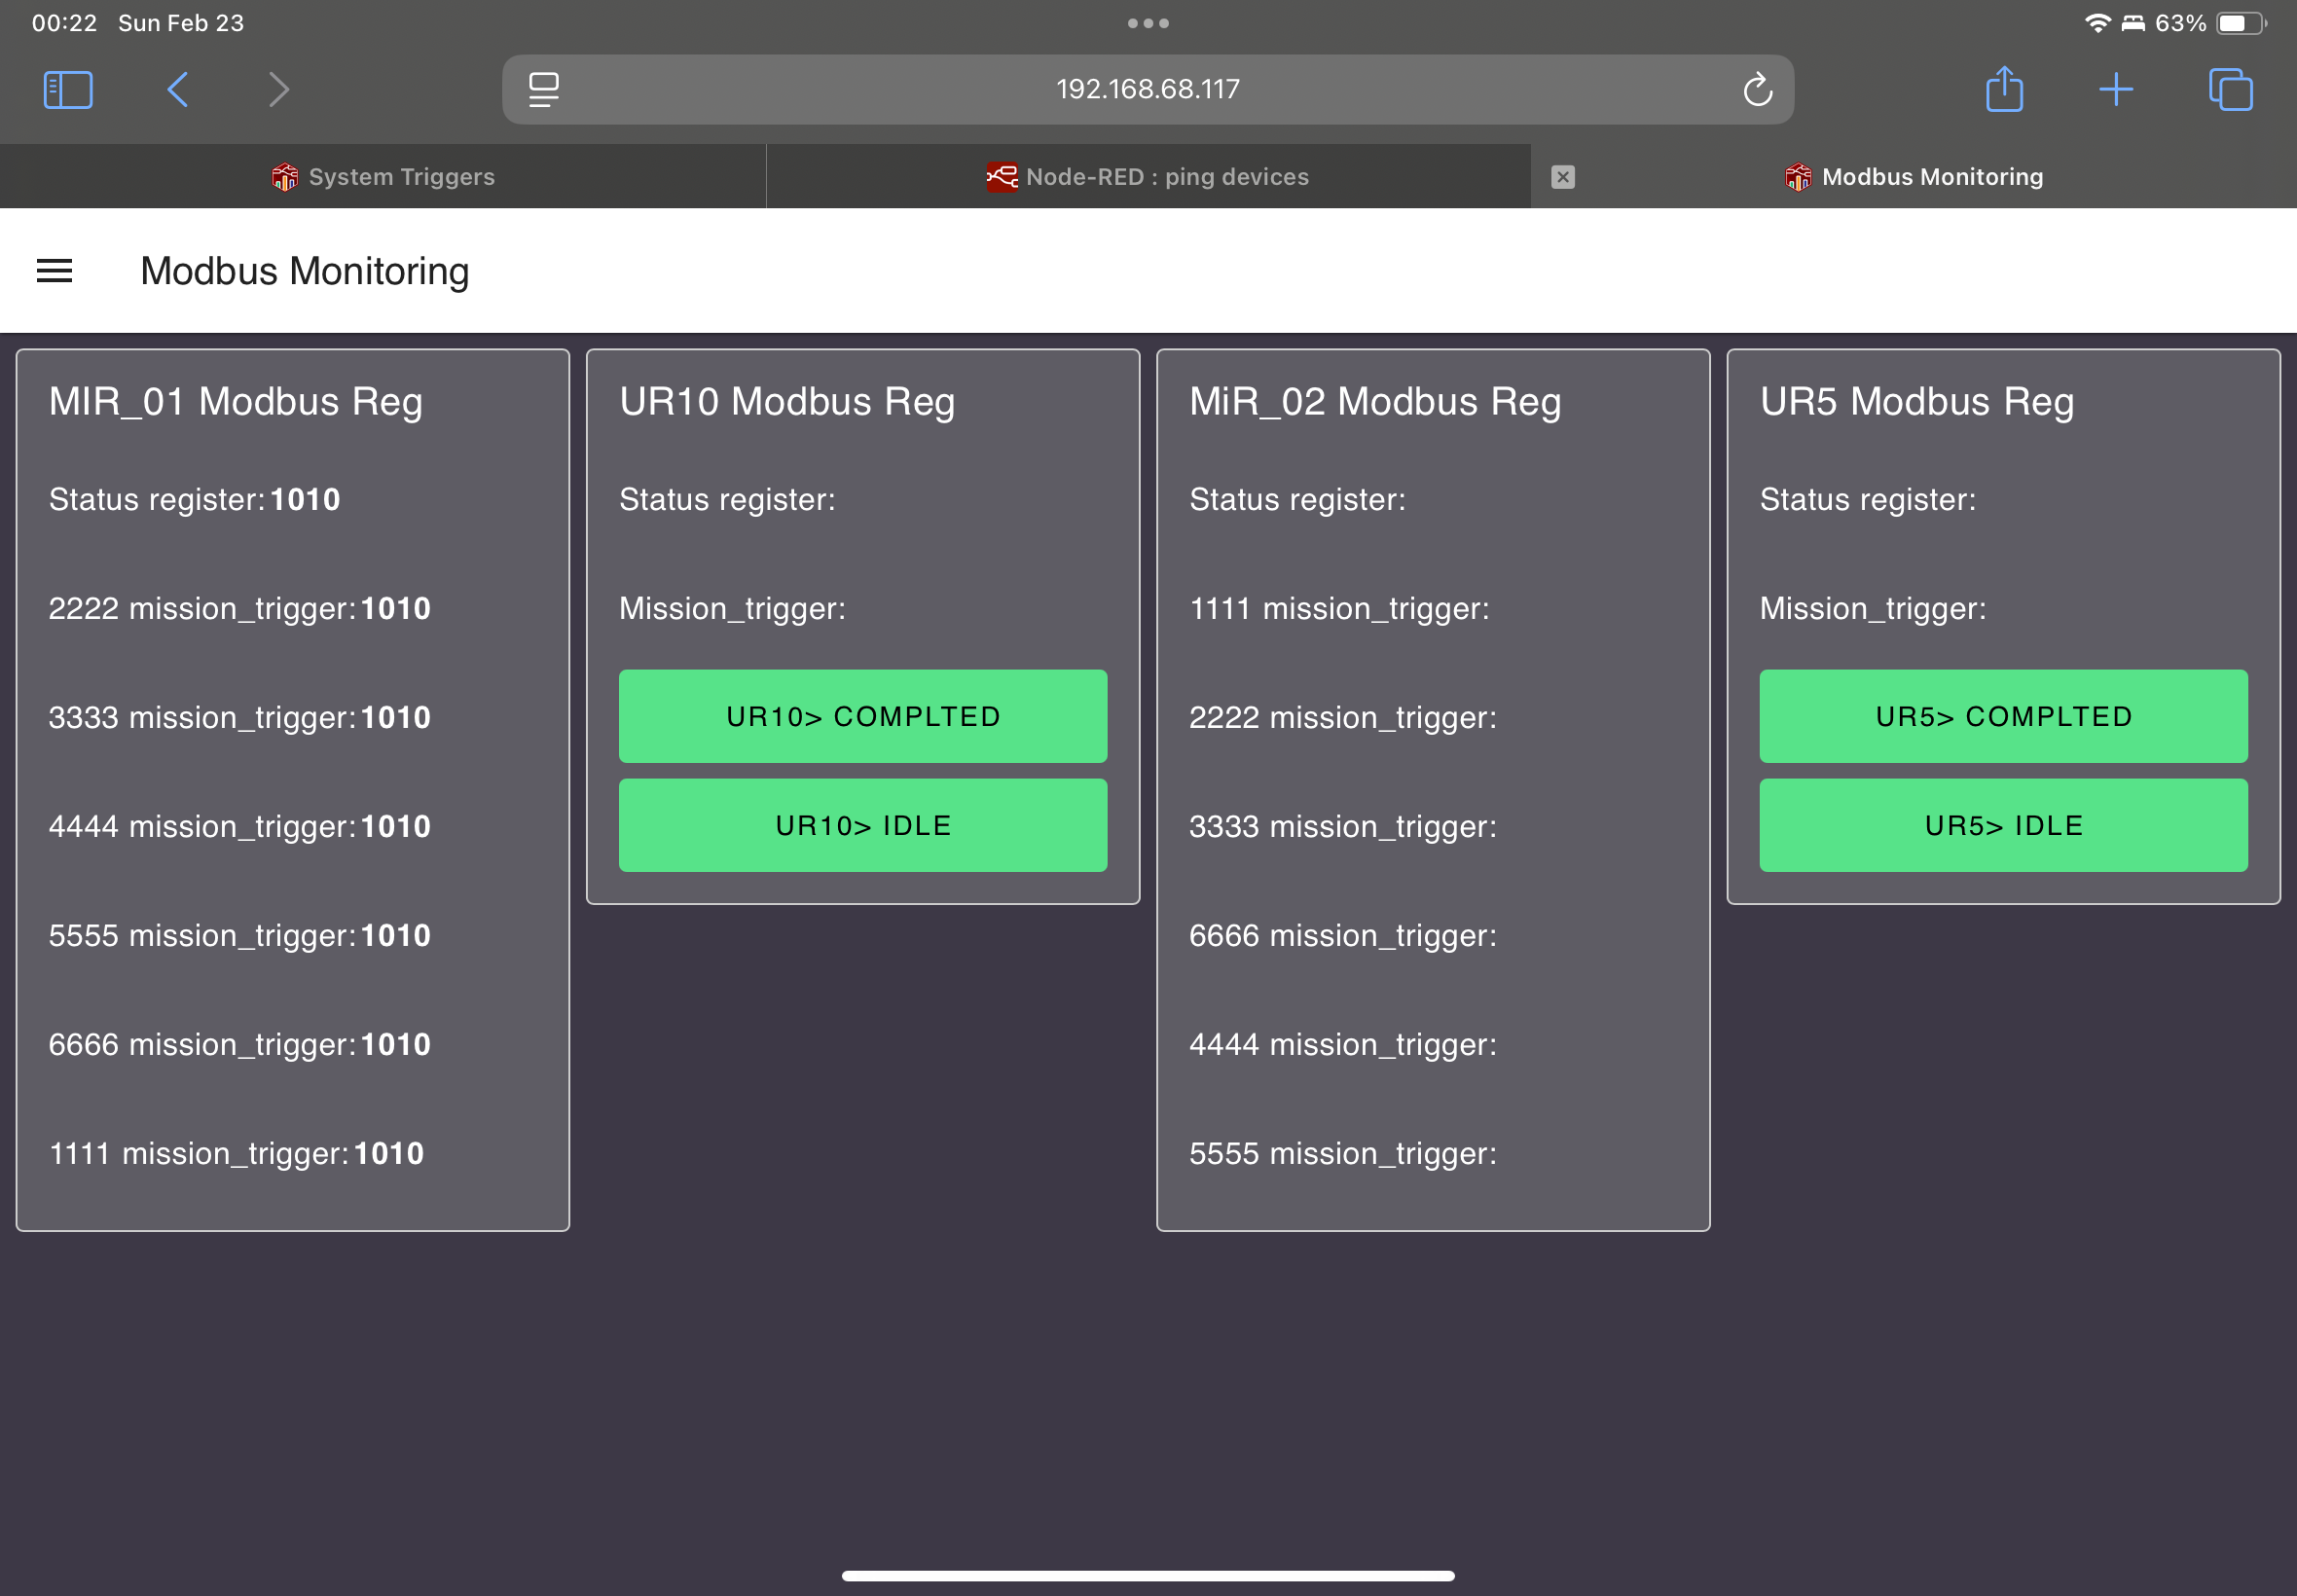 00:22 Sun Feb 23
63%
192.168.68.117
System Triggers
Node-RED : ping devices
Modbus Monitoring
Modbus Monitoring
MIR_01 Modbus Reg
Status register: 1010
2222 mission_trigger: 1010
3333 mission_trigger: 1010
4444 mission_trigger: 1010
5555 mission_trigger: 1010
6666 mission_trigger: 1010
1111 mission_trigger: 1010
UR10 Modbus Reg
Status register:
Mission_trigger:
UR10> COMPLTED
UR10> IDLE
MiR_02 Modbus Reg
Status register:
1111 mission_trigger:
2222 mission_trigger:
3333 mission_trigger:
6666 mission_trigger:
4444 mission_trigger:
5555 mission_trigger:
UR5 Modbus Reg
Status register:
Mission_trigger:
UR5> COMPLTED
UR5> IDLE